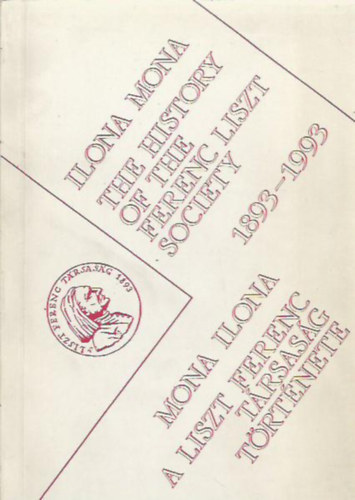 ILONA MONA
THE HISTORY
OF THE
FERENC LISZT
SOCIETY
1893–1993
LISZT FERENC TÁRSASÁG 1893
MONA ILONA
A LISZT FERENC
TÁRSASÁG
TÖRTÉNETE